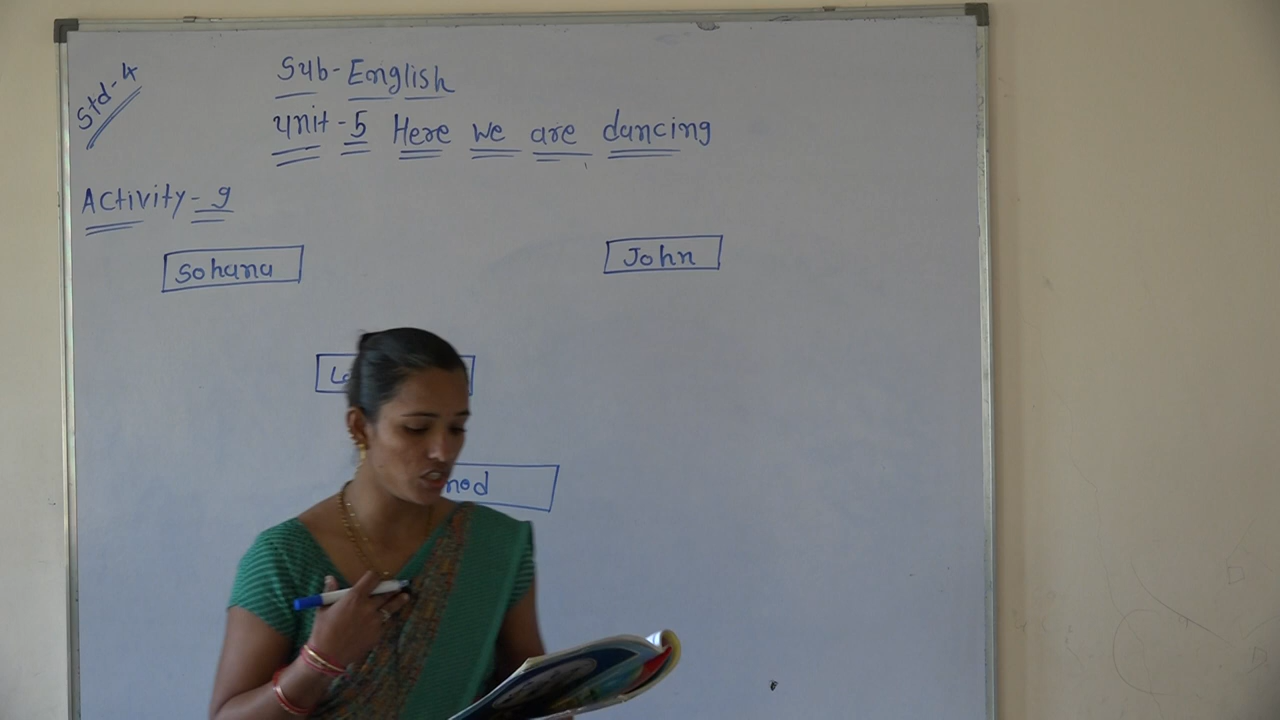 Std-4
Sub-English
Unit-5 Here we are dancing
Activity-9
Sohana
John